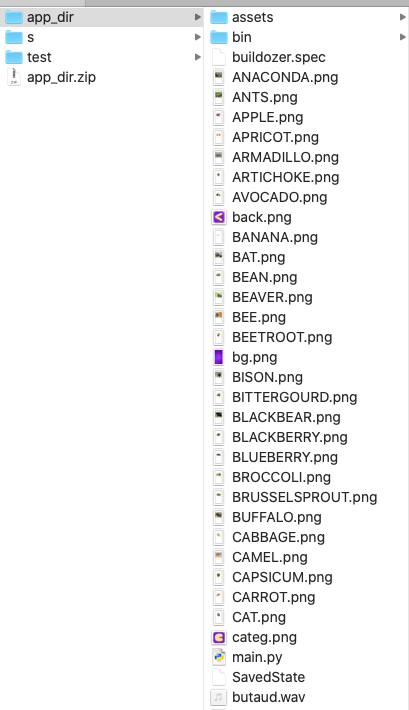 app_dir
s
test
app_dir.zip
assets
bin
buildozer.spec
ANACONDA.png
ANTS.png
APPLE.png
APRICOT.png
ARMADILLO.png
ARTICHOKE.png
AVOCADO.png
back.png
BANANA.png
BAT.png
BEAN.png
BEAVER.png
BEE.png
BEETROOT.png
bg.png
BISON.png
BITTERGOURD.png
BLACKBEAR.png
BLACKBERRY.png
BLUEBERRY.png
BROCCOLI.png
BRUSSELSPROUT.png
BUFFALO.png
CABBAGE.png
CAMEL.png
CAPSICUM.png
CARROT.png
CAT.png
categ.png
main.py
SavedState
butaud.wav